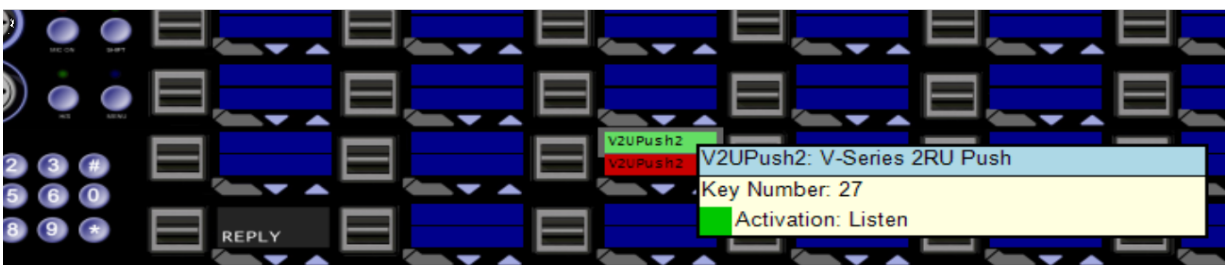 MIC ON
SHIFT
H/S
MENU
2 3 #
5 6 0
8 9 *
V2UPush2
V2UPush2
V2UPush2: V-Series 2RU Push
Key Number: 27
Activation: Listen
REPLY